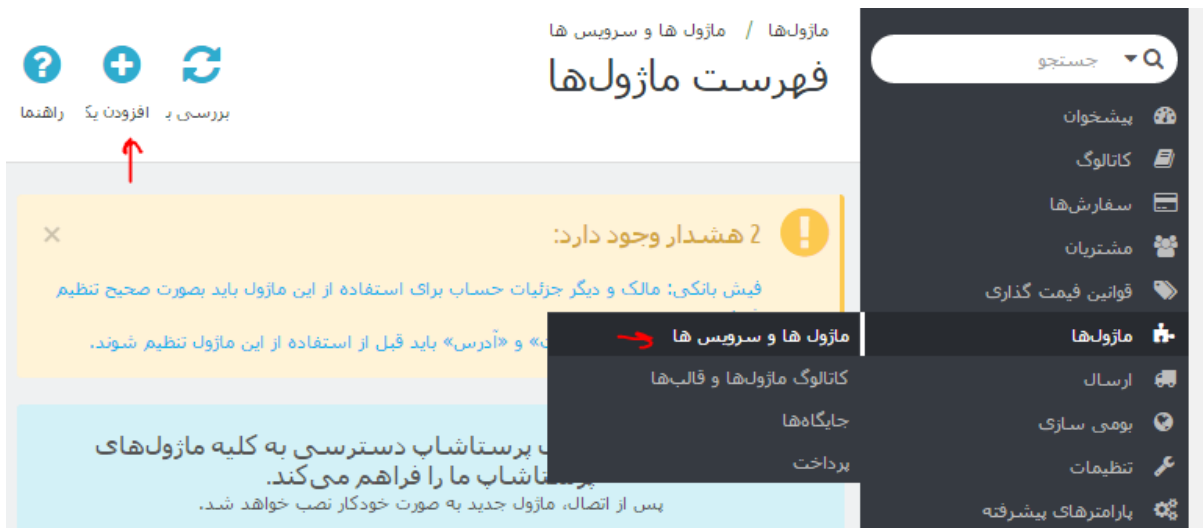 جستجو
پیشخوان
کاتالوگ
سفارش‌ها
مشتریان
قوانین قیمت گذاری
ماژول‌ها
ارسال
بومی سازی
تنظیمات
پارامترهای پیشرفته
ماژول ها و سرویس ها
کاتالوگ ماژول‌ها و قالب‌ها
جایگاه‌ها
پرداخت
ماژول‌ها / ماژول ها و سرویس ها
فهرست ماژول‌ها
بررسی ب
افزودن یک
راهنما
2 هشدار وجود دارد:
فیش بانکی: مالک و دیگر جزئیات حساب برای استفاده از این ماژول باید بصورت صحیح تنظیم
» و «آدرس» باید قبل از استفاده از این ماژول تنظیم شوند.
پرستاشاپ دسترسی به کلیه ماژول‌های
پرستاشاپ ما را فراهم می‌کند.
پس از اتصال، ماژول جدید به صورت خودکار نصب خواهد شد.